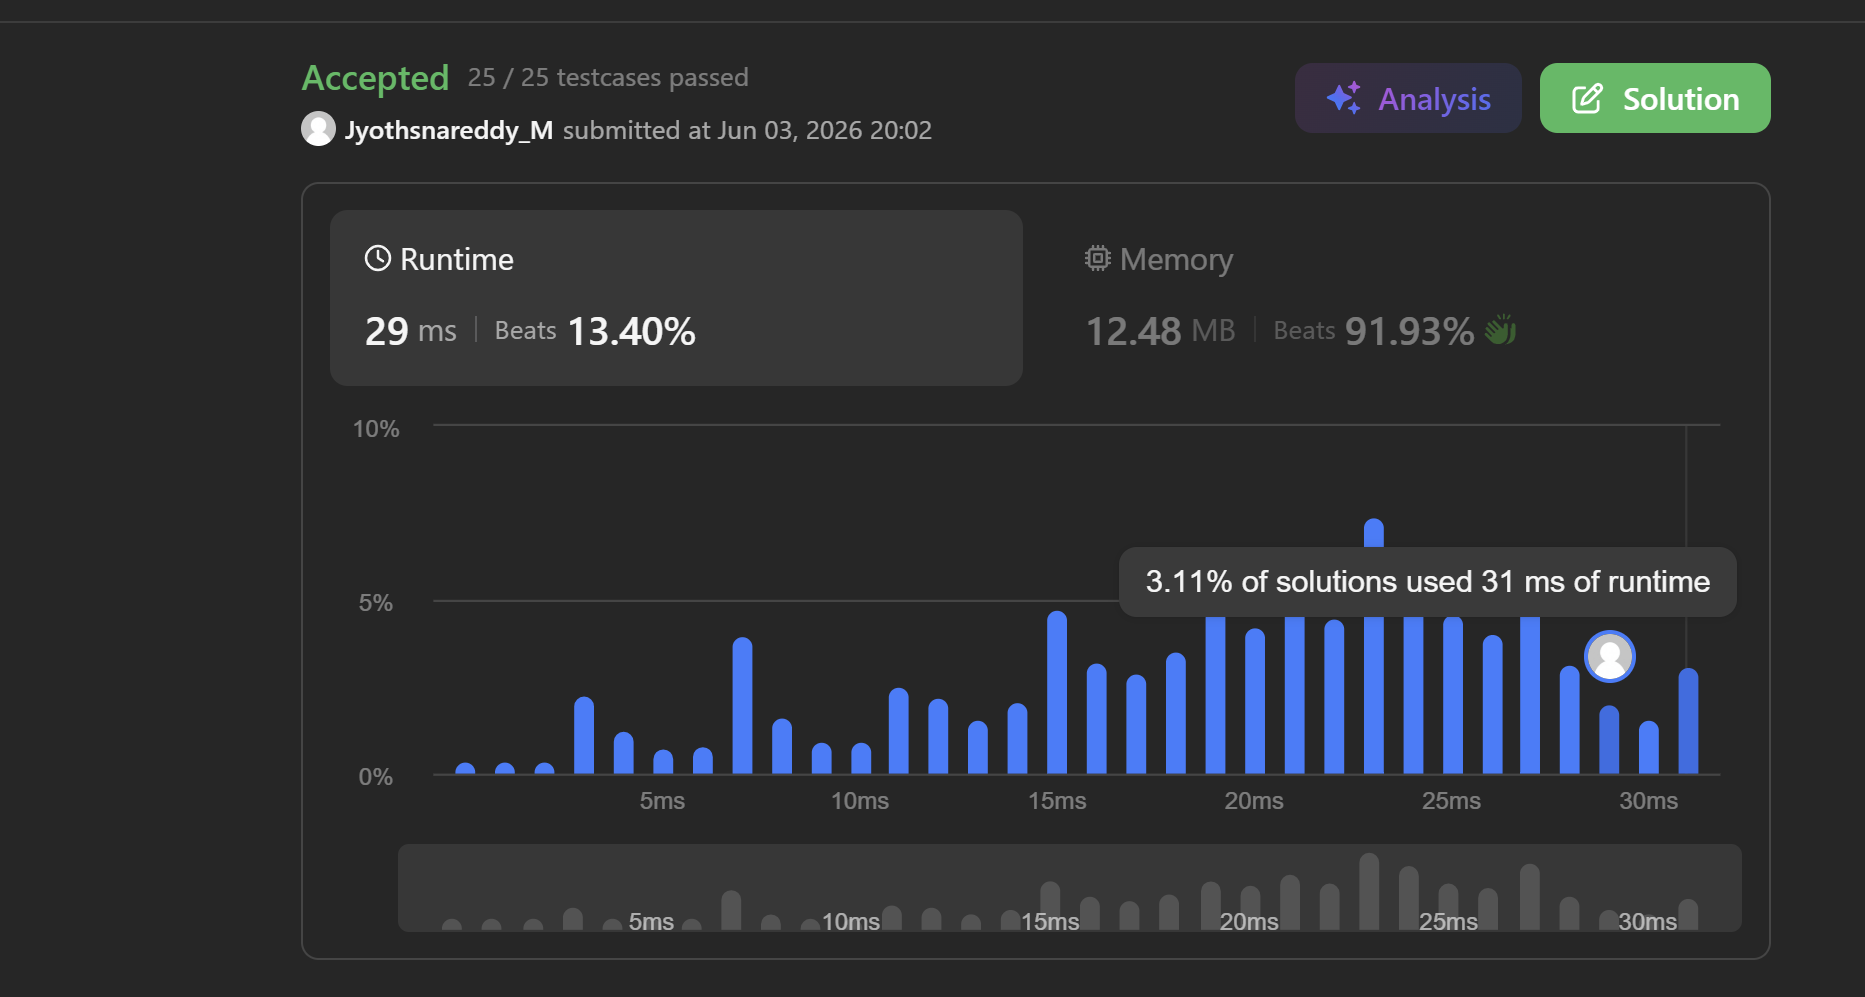 Accepted 25 / 25 testcases passed
Jyothsnareddy_M submitted at Jun 03, 2026 20:02
Analysis
Solution
Runtime
29 ms | Beats 13.40%
Memory
12.48 MB | Beats 91.93%
10%
5%
0%
3.11% of solutions used 31 ms of runtime
5ms 10ms 15ms 20ms 25ms 30ms
5ms 10ms 15ms 20ms 25ms 30ms